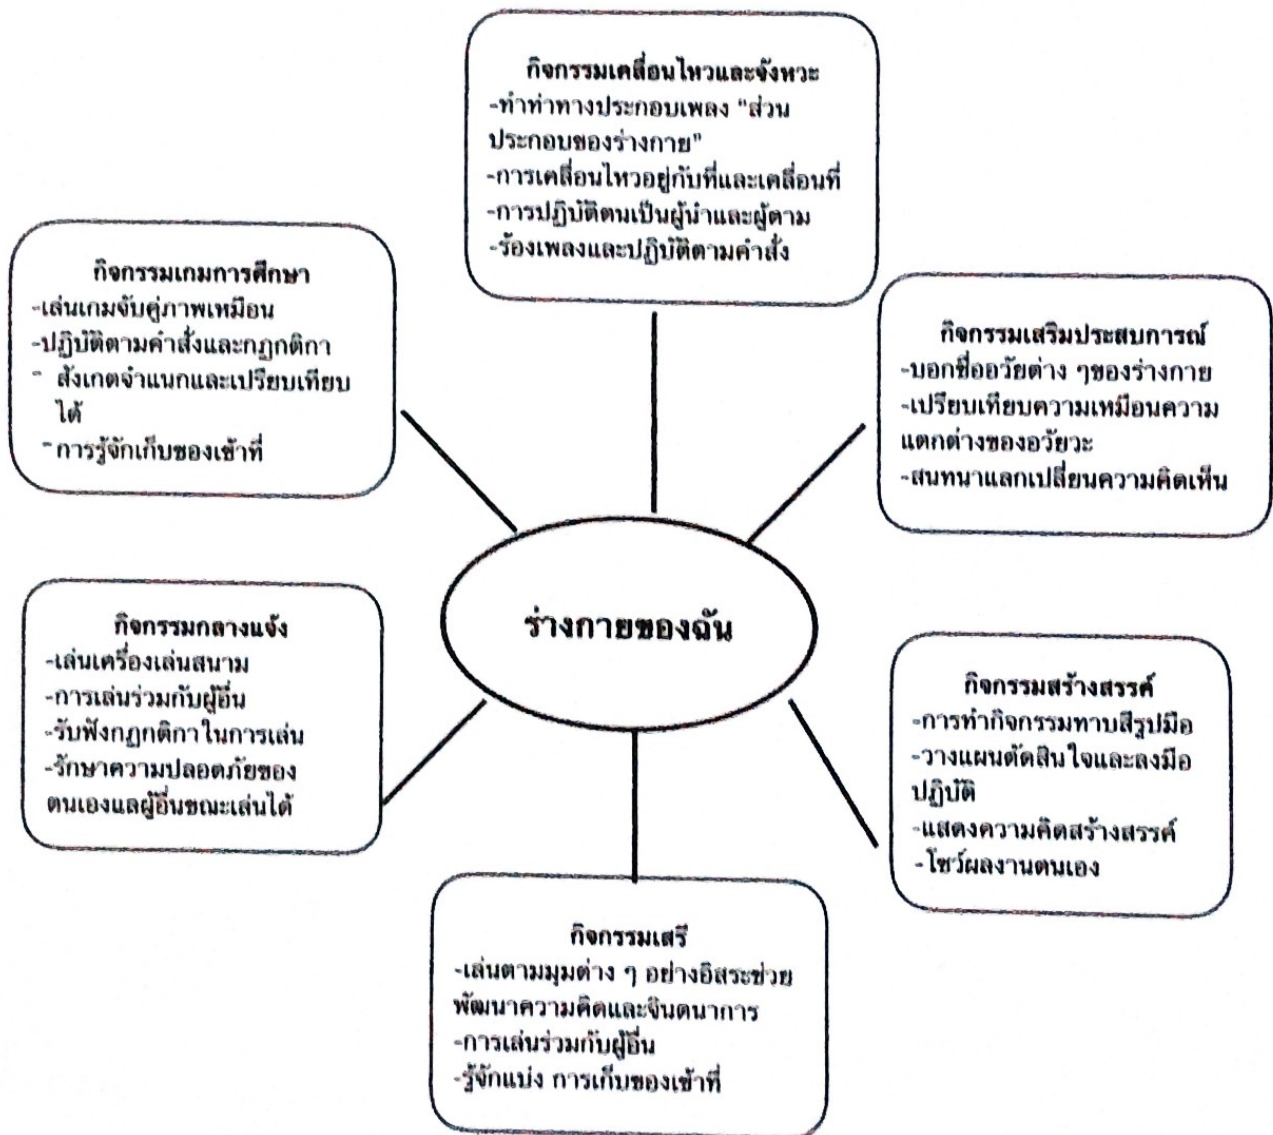 กิจกรรมเคลื่อนไหวและจังหวะ
-ทำท่าทางประกอบเพลง "ส่วน
ประกอบของร่างกาย"
-การเคลื่อนไหวอยู่กับที่และเคลื่อนที่
-การปฏิบัติตนเป็นผู้นำและผู้ตาม
-ร้องเพลงและปฏิบัติตามคำสั่ง
กิจกรรมเกมการศึกษา
-เล่นเกมจับคู่ภาพเหมือน
-ปฏิบัติตามคำสั่งและกฎกติกา
- สังเกตจำแนกและเปรียบเทียบ
ได้
-การรู้จักเก็บของเข้าที่
กิจกรรมเสริมประสบการณ์
-บอกชื่ออวัยต่าง ๆของร่างกาย
-เปรียบเทียบความเหมือนความ
แตกต่างของอวัยวะ
-สนทนาแลกเปลี่ยนความคิดเห็น
ร่างกายของฉัน
กิจกรรมกลางแจ้ง
-เล่นเครื่องเล่นสนาม
-การเล่นร่วมกับผู้อื่น
-รับฟังกฎกติกาในการเล่น
-รักษาความปลอดภัยของ
ตนเองแลผู้อื่นขณะเล่นได้
กิจกรรมสร้างสรรค์
-การทำกิจกรรมทาบสีรูปมือ
-วางแผนตัดสินใจและลงมือ
ปฏิบัติ
-แสดงความคิดสร้างสรรค์
-โชว์ผลงานตนเอง
กิจกรรมเสรี
-เล่นตามมุมต่าง ๆ อย่างอิสระช่วย
พัฒนาความคิดและจินตนาการ
-การเล่นร่วมกับผู้อื่น
-รู้จักแบ่ง การเก็บของเข้าที่